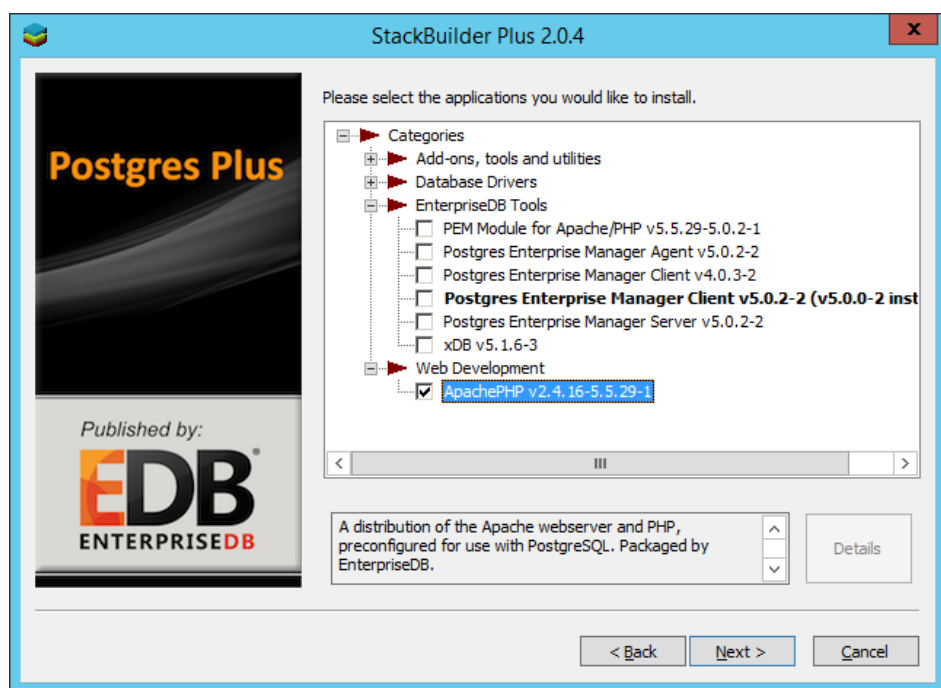 StackBuilder Plus 2.0.4
x
Postgres Plus
Published by:
EDB®
ENTERPRISEDB
Please select the applications you would like to install.
Categories
Add-ons, tools and utilities
Database Drivers
EnterpriseDB Tools
PEM Module for Apache/PHP v5.5.29-5.0.2-1
Postgres Enterprise Manager Agent v5.0.2-2
Postgres Enterprise Manager Client v4.0.3-2
Postgres Enterprise Manager Client v5.0.2-2 (v5.0.0-2 inst
Postgres Enterprise Manager Server v5.0.2-2
xDB v5.1.6-3
Web Development
ApachePHP v2.4.16-5.5.29-1
A distribution of the Apache webserver and PHP,
preconfigured for use with PostgreSQL. Packaged by
EnterpriseDB.
Details
< Back
Next >
Cancel